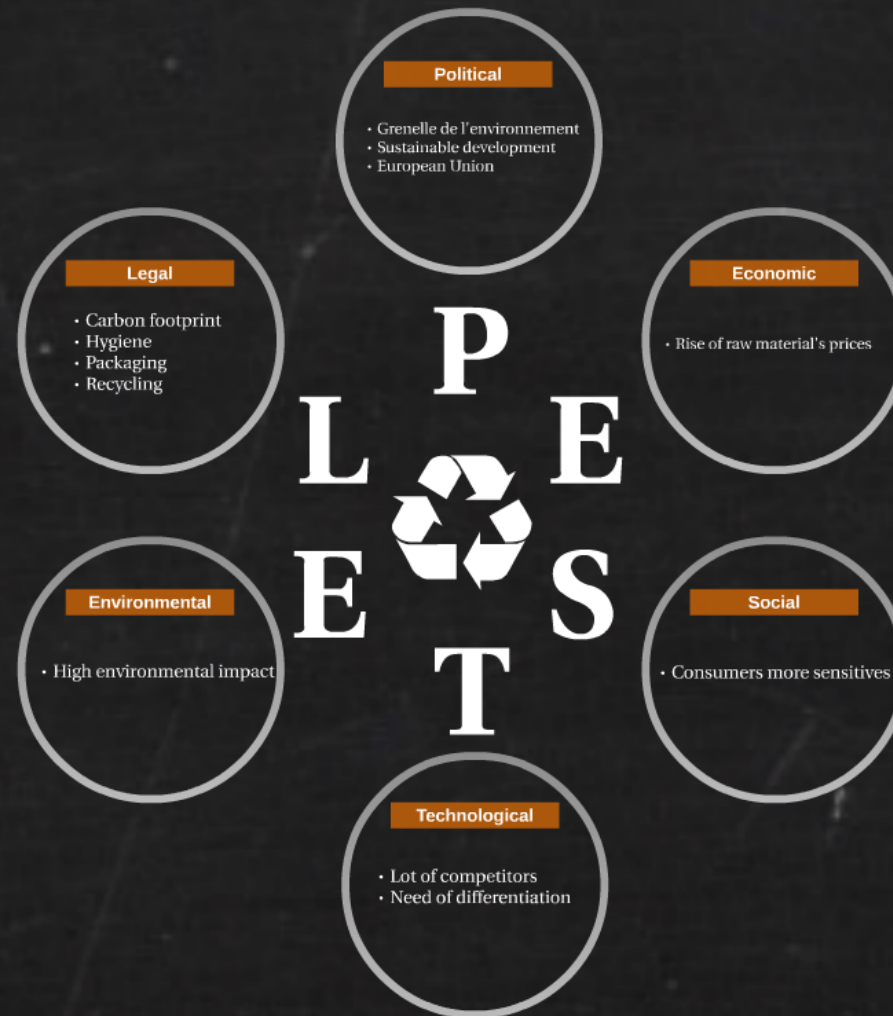 Political
• Grenelle de l'environnement
• Sustainable development
• European Union
Legal
• Carbon footprint
• Hygiene
• Packaging
• Recycling
Economic
• Rise of raw material's prices
P
L
E
E
S
T
Environmental
• High environmental impact
Social
• Consumers more sensitives
Technological
• Lot of competitors
• Need of differentiation